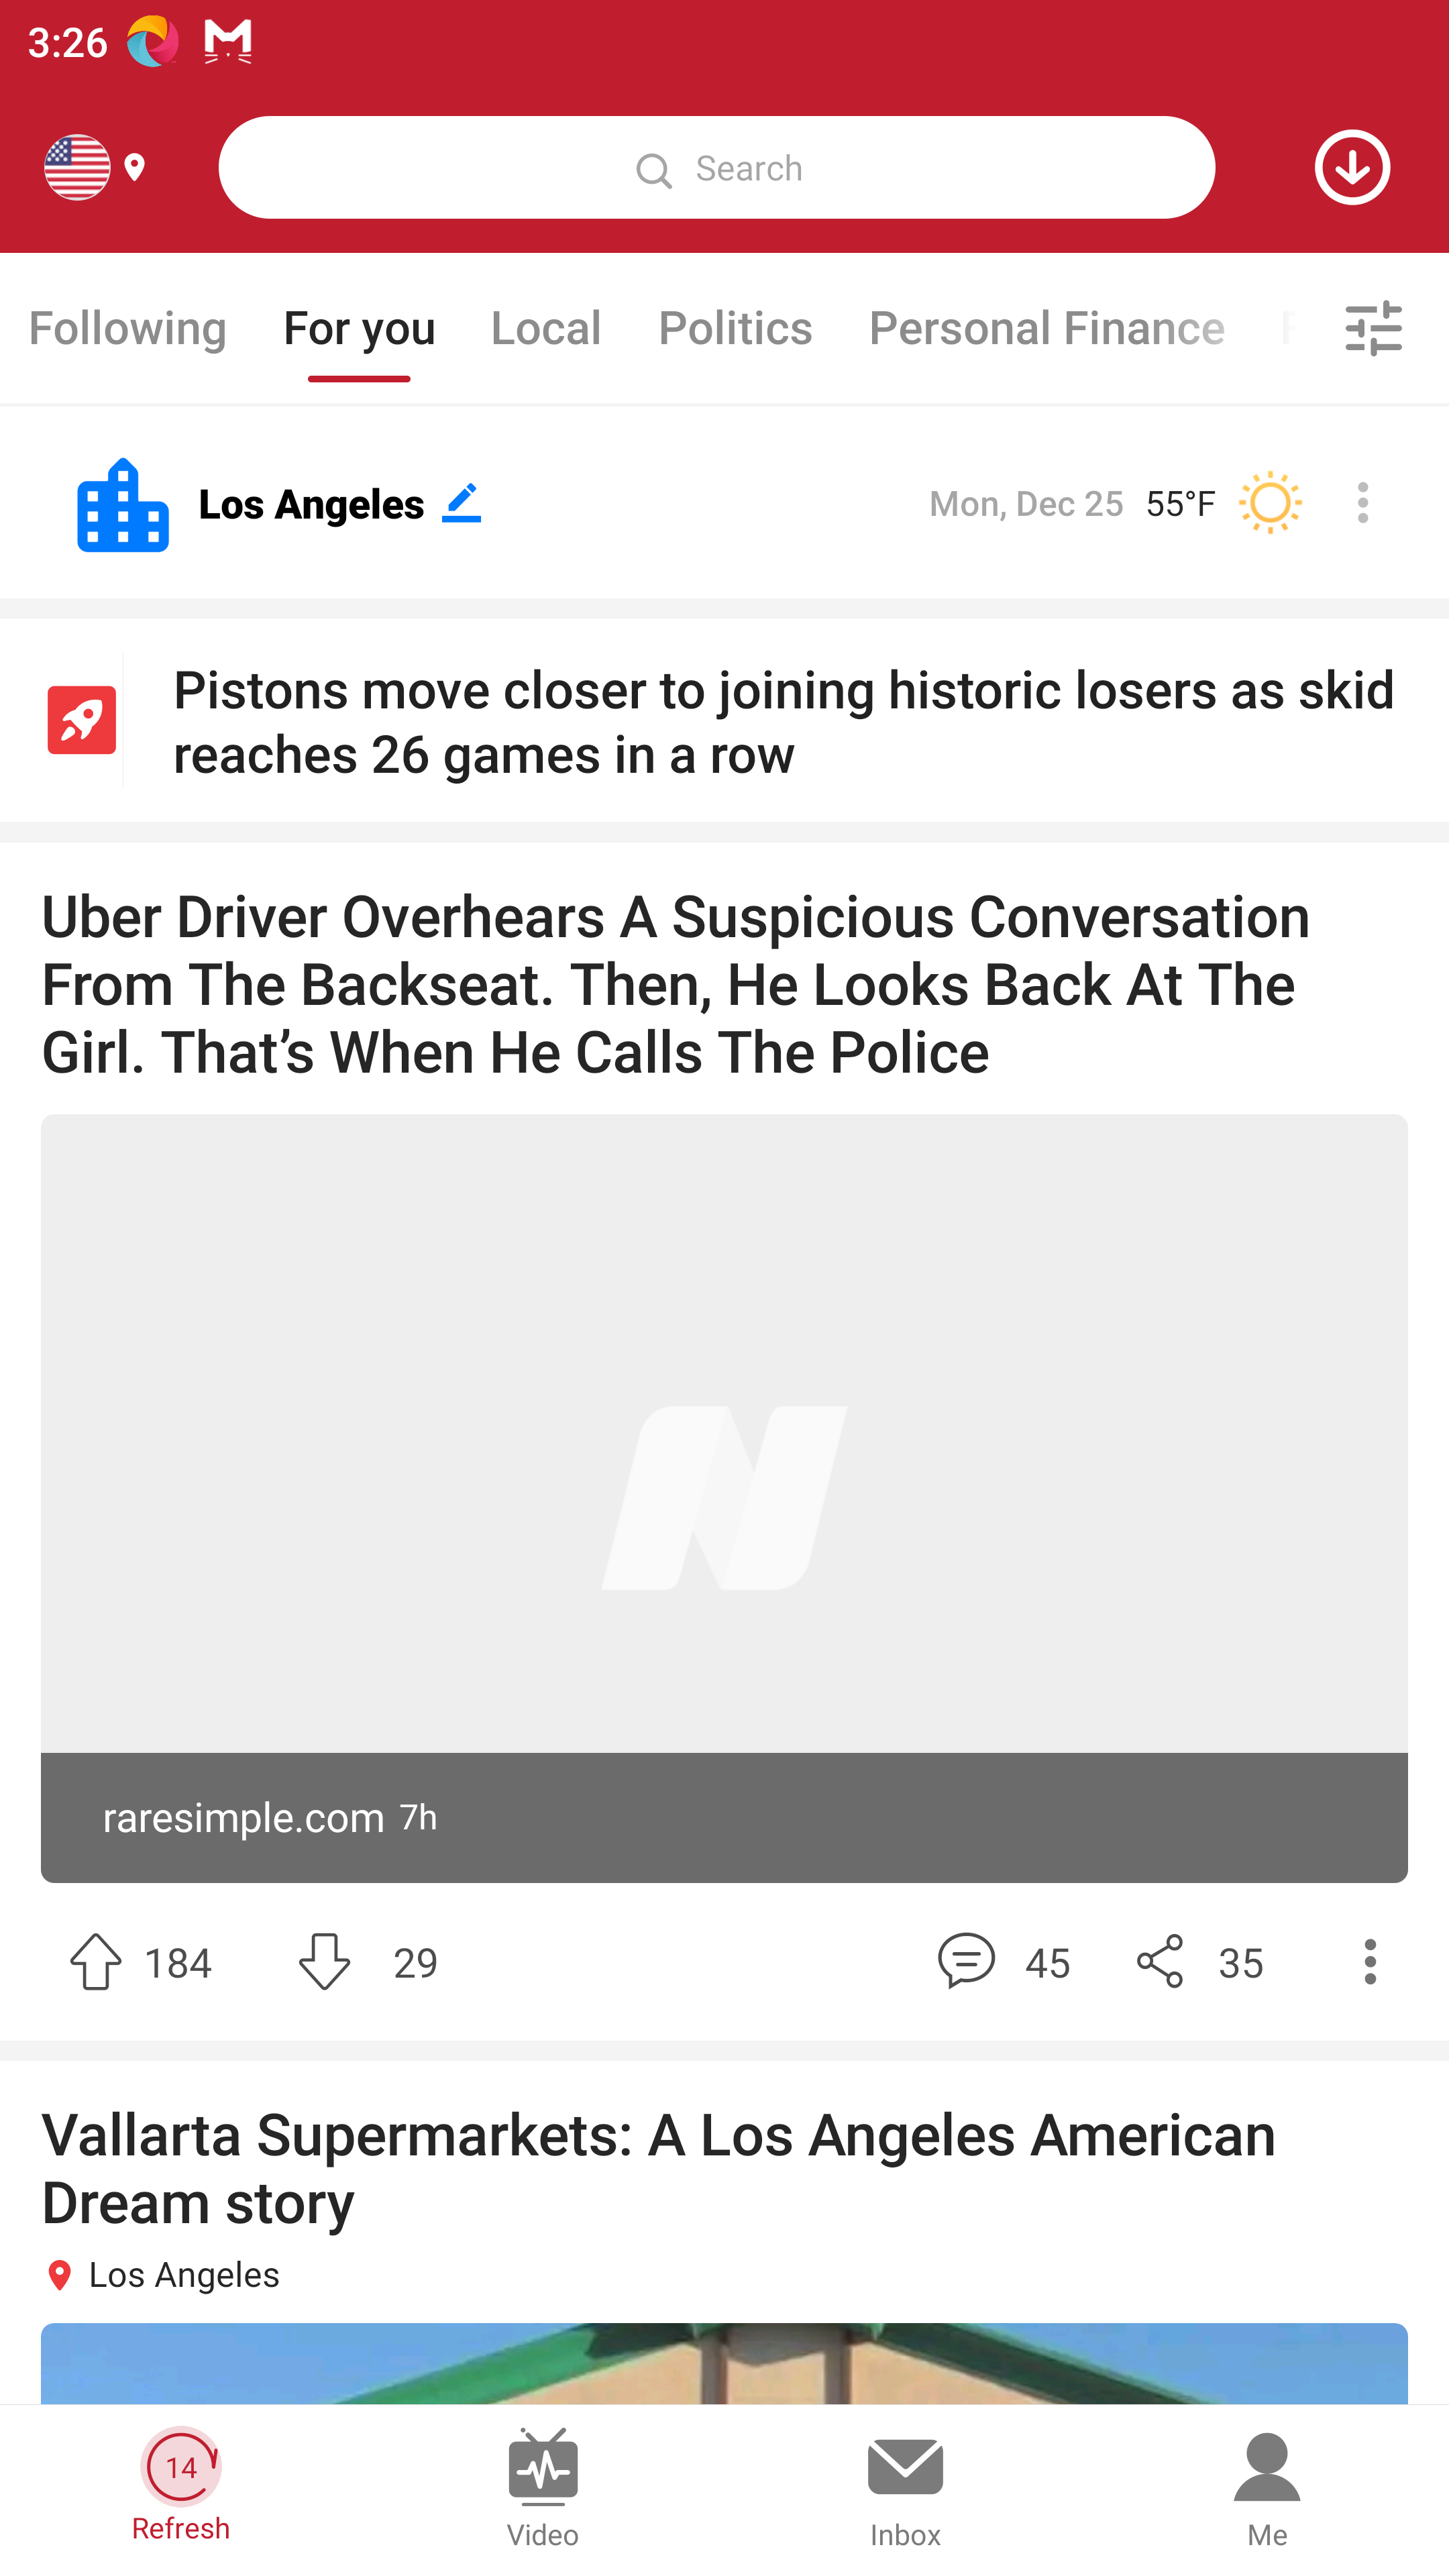 3:26
Search
Following For you Local Politics Personal Finance
Los Angeles Mon, Dec 25 55°F
Pistons move closer to joining historic losers as skid
reaches 26 games in a row
Uber Driver Overhears A Suspicious Conversation
From The Backseat. Then, He Looks Back At The
Girl. That’s When He Calls The Police
raresimple.com 7h
184 29 45 35
Vallarta Supermarkets: A Los Angeles American
Dream story
Los Angeles
14
Refresh Video Inbox Me